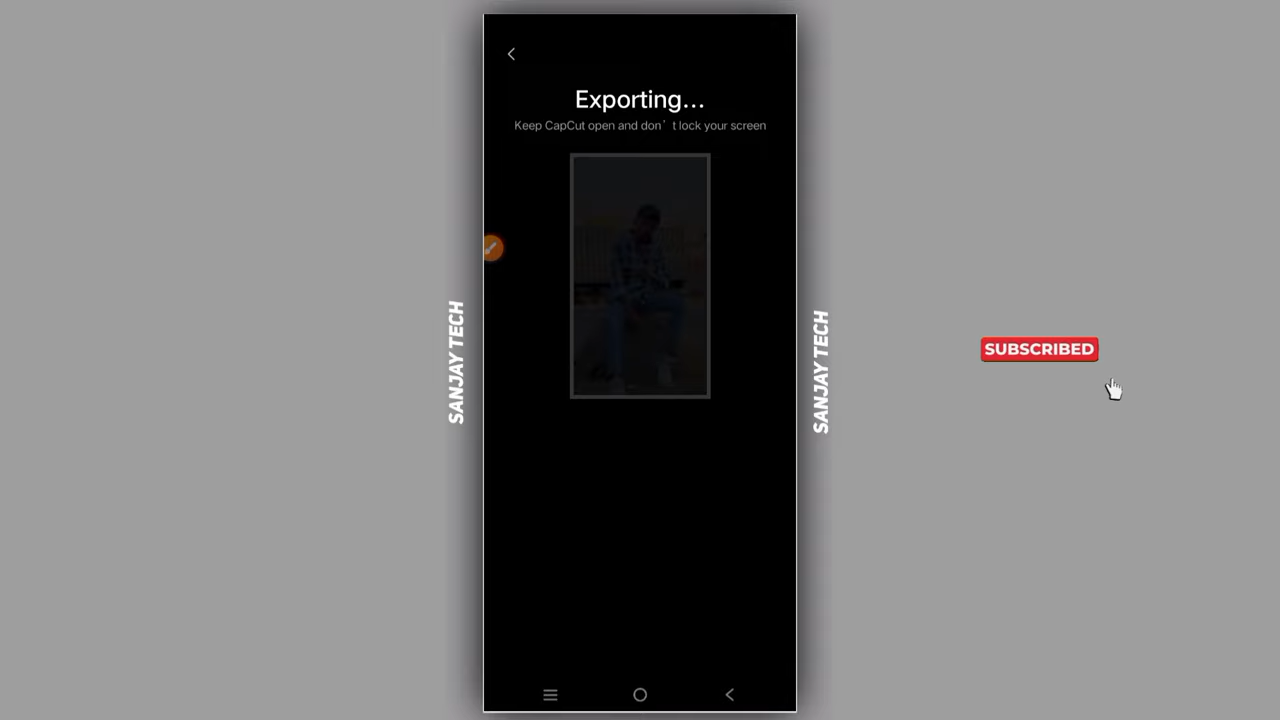 Exporting...
Keep CapCut open and don't lock your screen
SANJAY TECH
SANJAY TECH
SUBSCRIBED